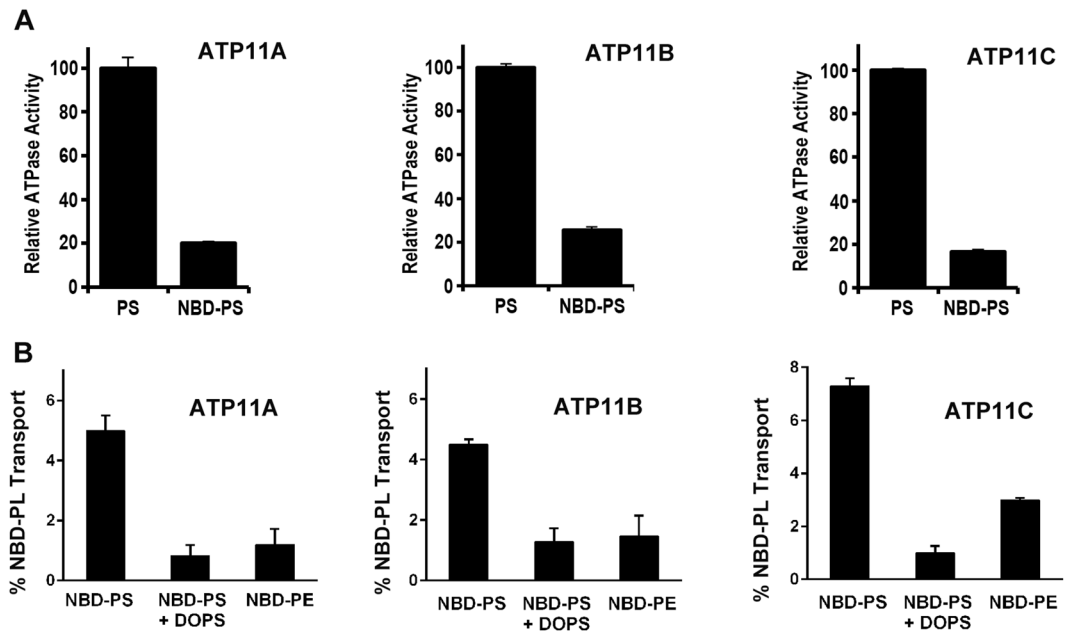 A
ATP11A
Relative ATPase Activity
100
80
60
40
20
0
PS
NBD-PS
ATP11B
Relative ATPase Activity
100
80
60
40
20
0
PS
NBD-PS
ATP11C
Relative ATPase Activity
100
80
60
40
20
0
PS
NBD-PS
B
ATP11A
% NBD-PL Transport
6
4
2
0
NBD-PS
NBD-PS
+ DOPS
NBD-PE
ATP11B
% NBD-PL Transport
6
4
2
0
NBD-PS
NBD-PS
+ DOPS
NBD-PE
ATP11C
% NBD-PL Transport
8
6
4
2
0
NBD-PS
NBD-PS
+ DOPS
NBD-PE